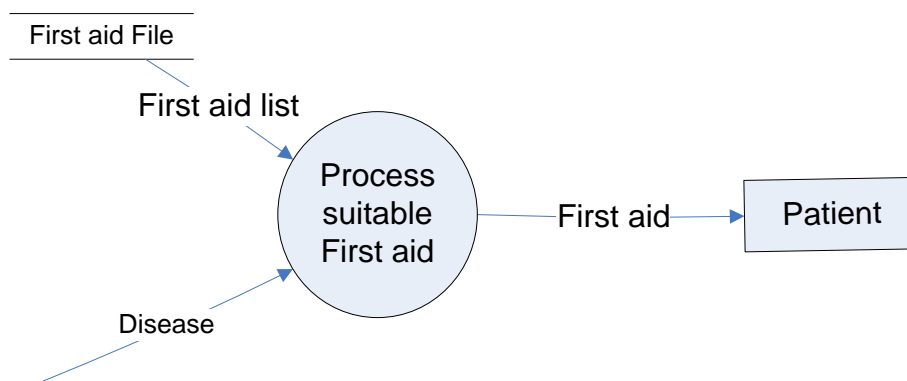 First aid File
First aid list
Process
suitable
First aid
First aid
Patient
Disease